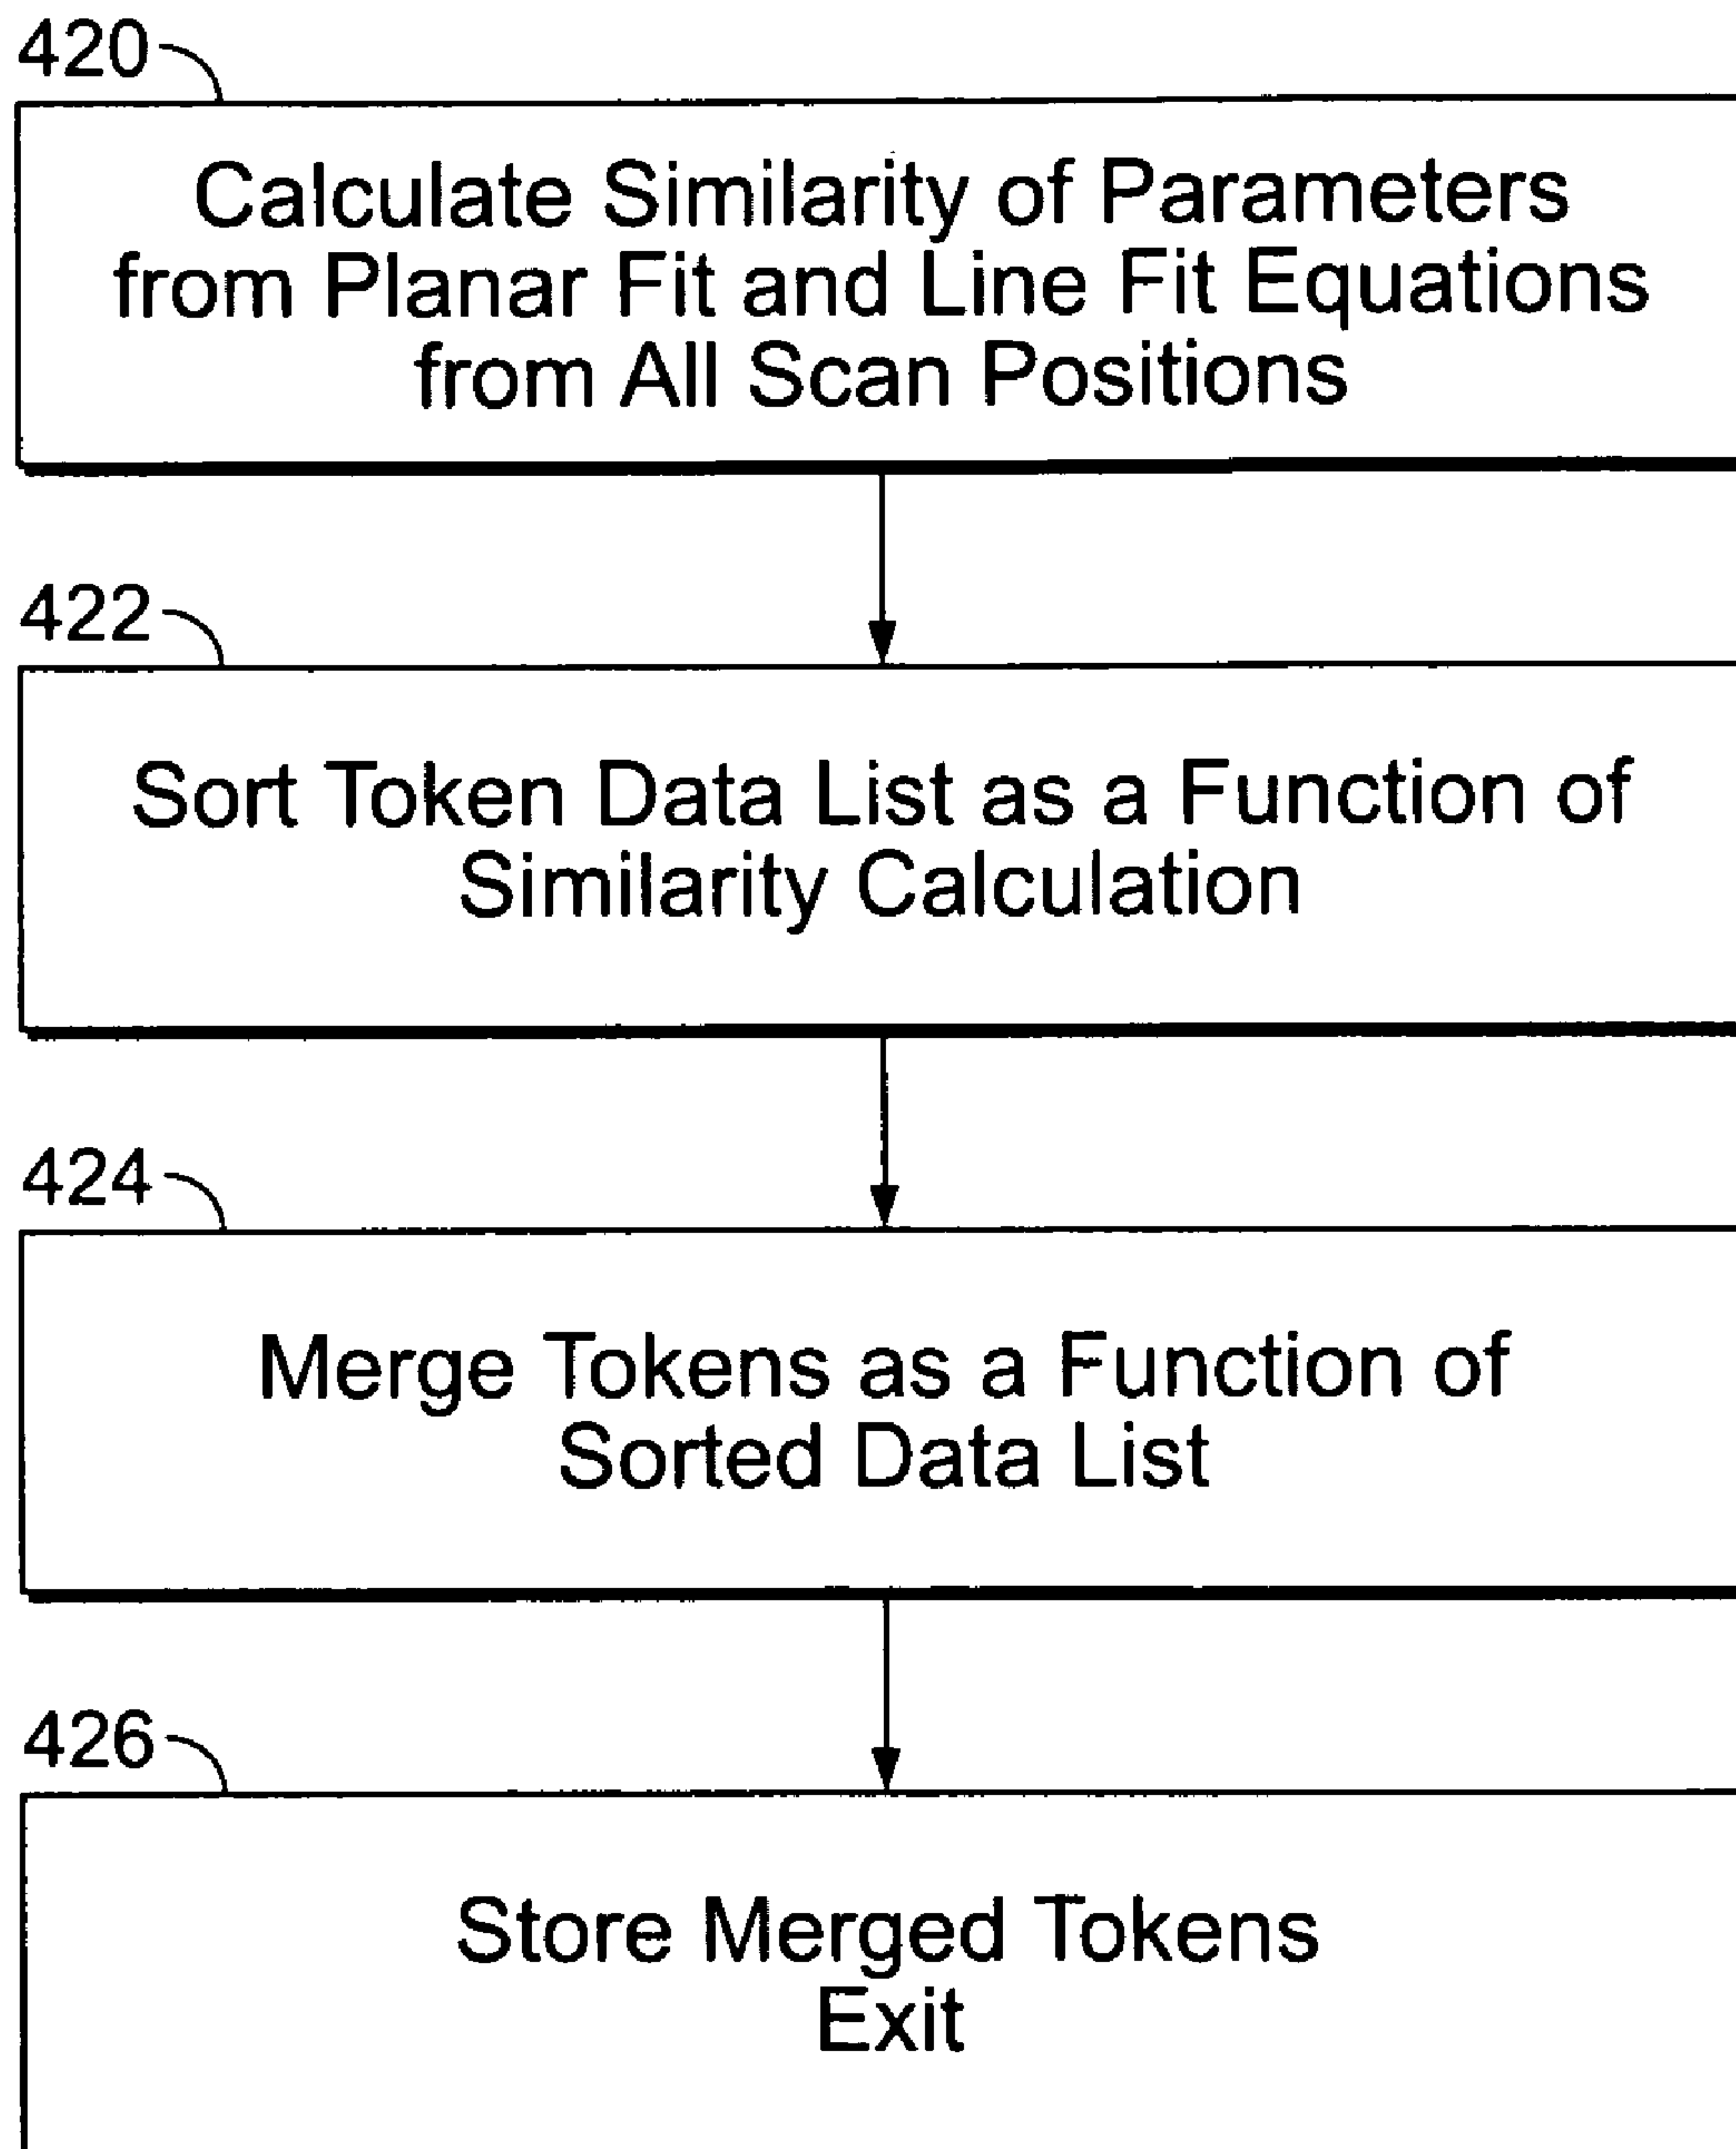 420
Calculate Similarity of Parameters
from Planar Fit and Line Fit Equations
from All Scan Positions
422
Sort Token Data List as a Function of
Similarity Calculation
424
Merge Tokens as a Function of
Sorted Data List
426
Store Merged Tokens
Exit